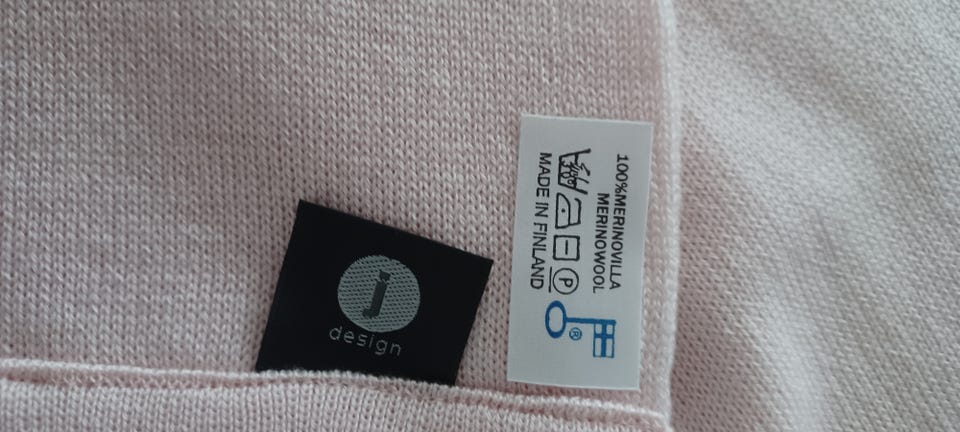 100%MERINOVILLA
MERINOWOOL
P
MADE IN FINLAND
®
j
design